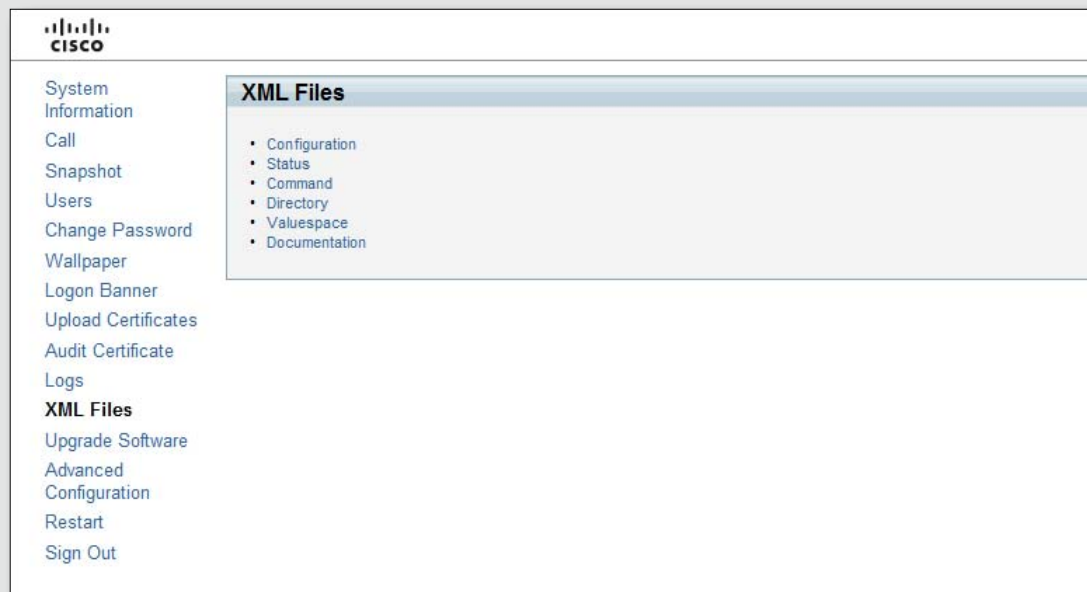 CISCO
System
Information
Call
Snapshot
Users
Change Password
Wallpaper
Logon Banner
Upload Certificates
Audit Certificate
Logs
XML Files
Upgrade Software
Advanced
Configuration
Restart
Sign Out
XML Files
• Configuration
• Status
• Command
• Directory
• Valuespace
• Documentation